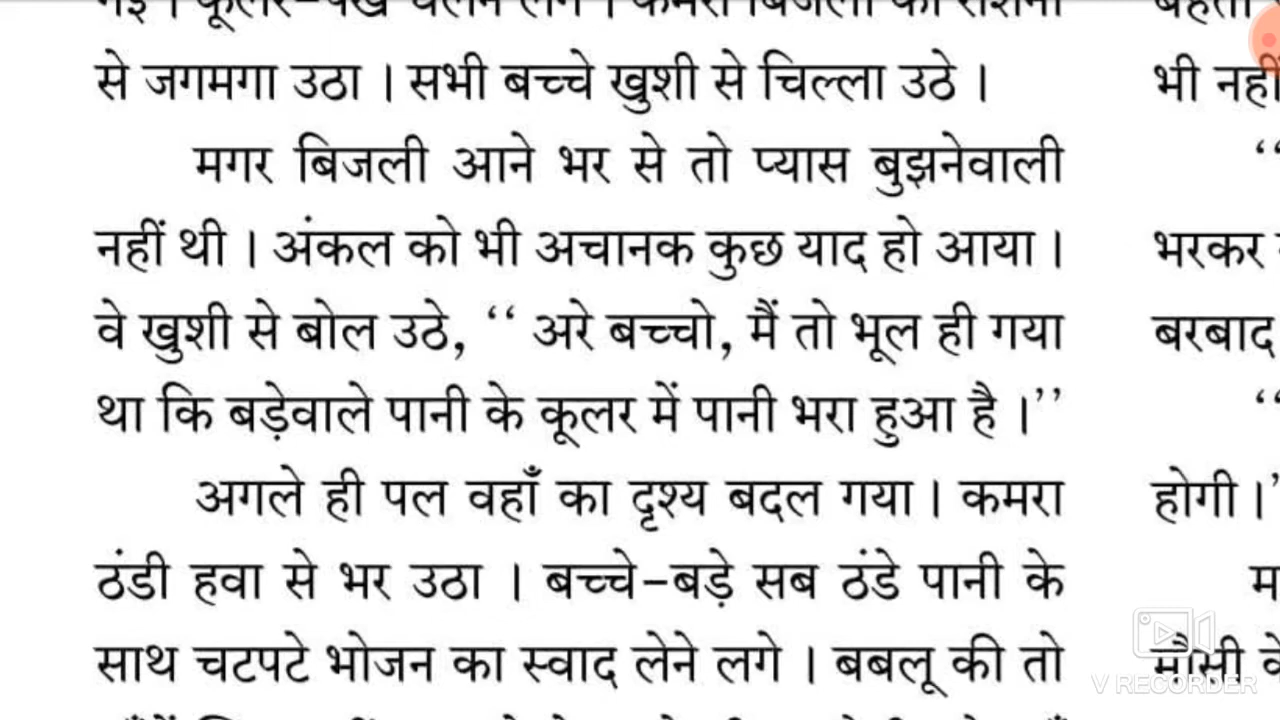 से जगमगा उठा । सभी बच्चे खुशी से चिल्ला उठे ।
मगर बिजली आने भर से तो प्यास बुझनेवाली
नहीं थी । अंकल को भी अचानक कुछ याद हो आया ।
वे खुशी से बोल उठे, ‘‘ अरे बच्चो, मैं तो भूल ही गया
था कि बड़ेवाले पानी के कूलर में पानी भरा हुआ है ।’’
अगले ही पल वहाँ का दृश्य बदल गया । कमरा
ठंडी हवा से भर उठा । बच्चे-बड़े सब ठंडे पानी के
साथ चटपटे भोजन का स्वाद लेने लगे । बबलू की तो
भी नहीं
भरकर
बरबाद
होगी ।’
मौसी के
V RECORDER